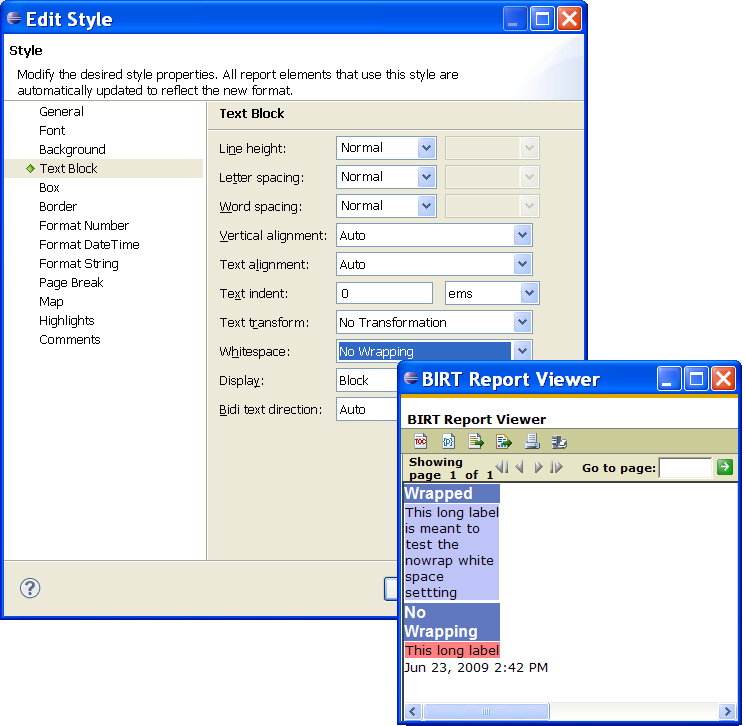 Edit Style
Style
Modify the desired style properties. All report elements that use this style are
automatically updated to reflect the new format.
General
Font
Background
Text Block
Box
Border
Format Number
Format DateTime
Format String
Page Break
Map
Highlights
Comments
Text Block
Line height: Normal
Letter spacing: Normal
Word spacing: Normal
Vertical alignment: Auto
Text alignment: Auto
Text indent: 0 ems
Text transform: No Transformation
Whitespace: No Wrapping
Display: Block
Bidi text direction: Auto
?
BIRT Report Viewer
BIRT Report Viewer
TOC {P}
Showing
page 1 of 1
Go to page:
Wrapped
This long label
is meant to
test the
nowrap white
space
settting
No
Wrapping
This long label
Jun 23, 2009 2:42 PM